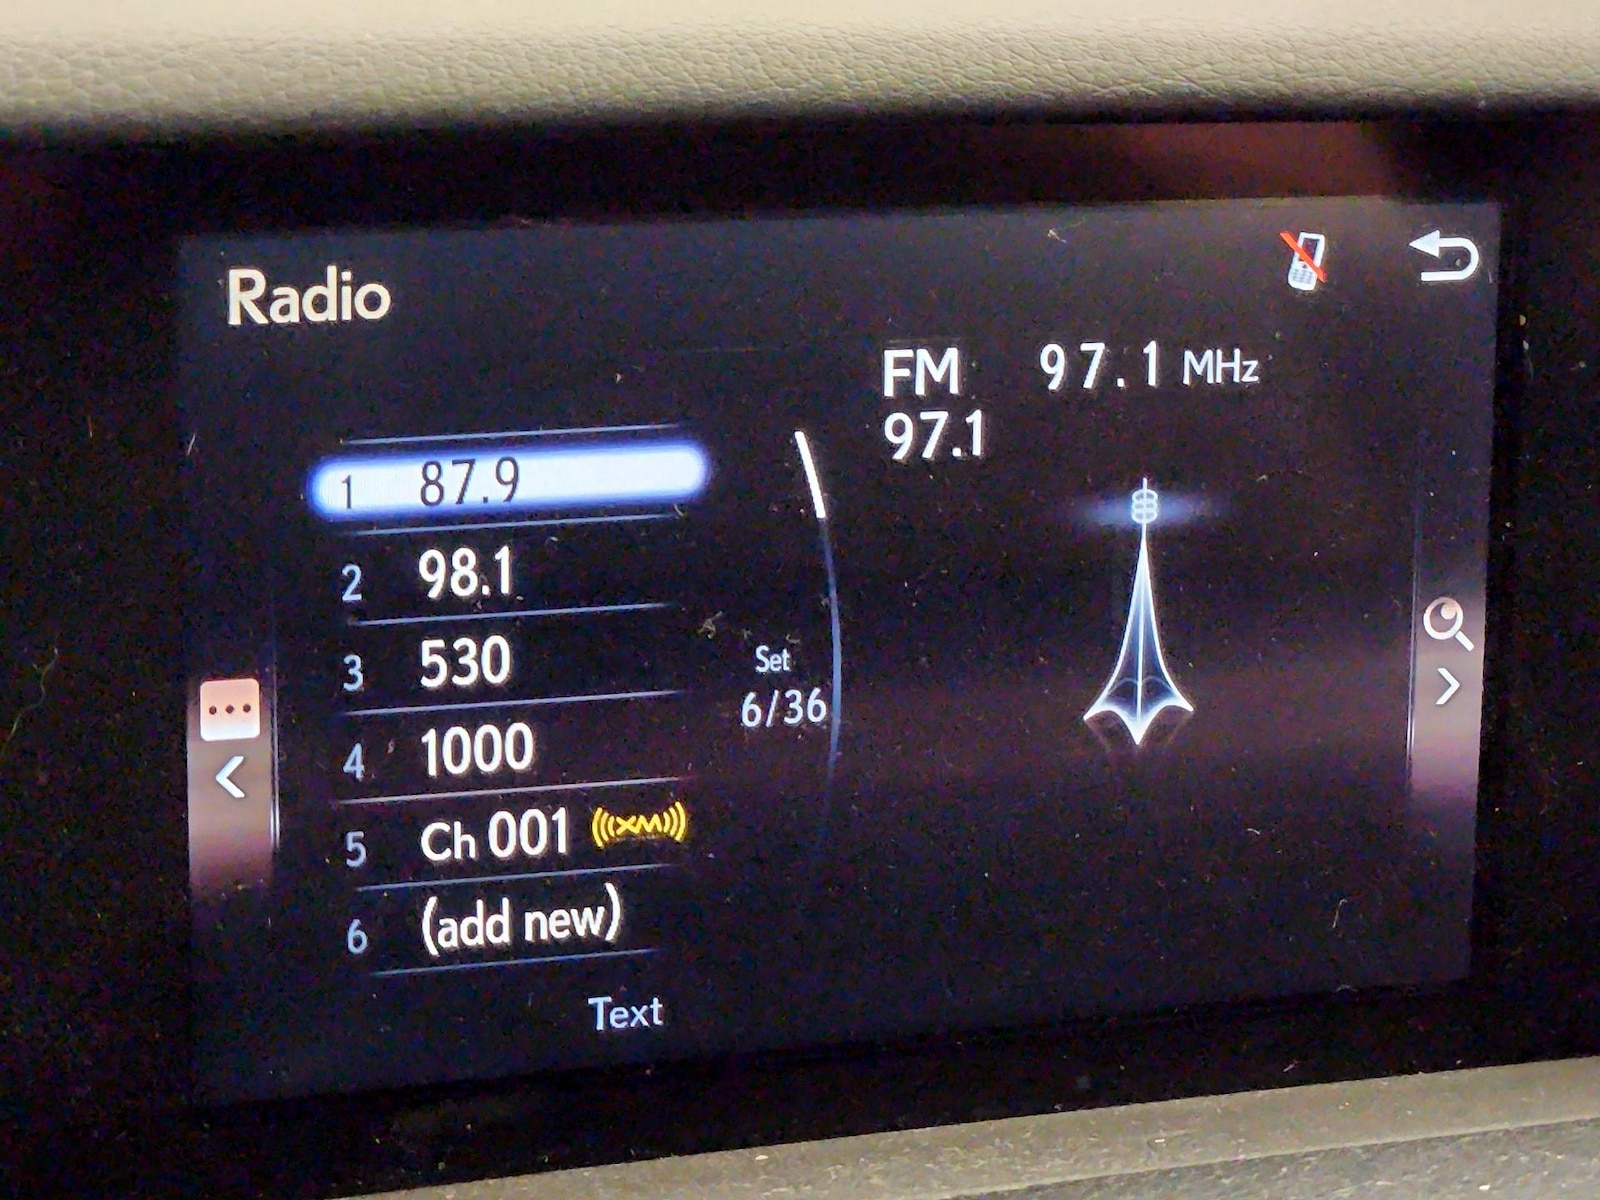 Radio
FM 97.1 MHz
97.1
1 87.9
2 98.1
3 530
4 1000
5 Ch 001 ((XM))
6 (add new)
Set
6/36
Text